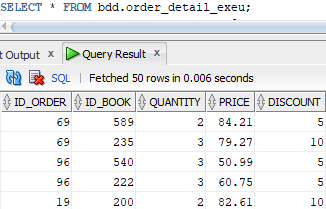 SELECT * FROM bdd.order_detail_exeu;
t Output Query Result
SQL Fetched 50 rows in 0.006 seconds
ID_ORDER ID_BOOK QUANTITY PRICE DISCOUNT
69 589 2 84.21 5
69 235 3 79.27 10
96 540 3 50.99 5
96 222 3 60.75 5
19 200 2 82.61 10